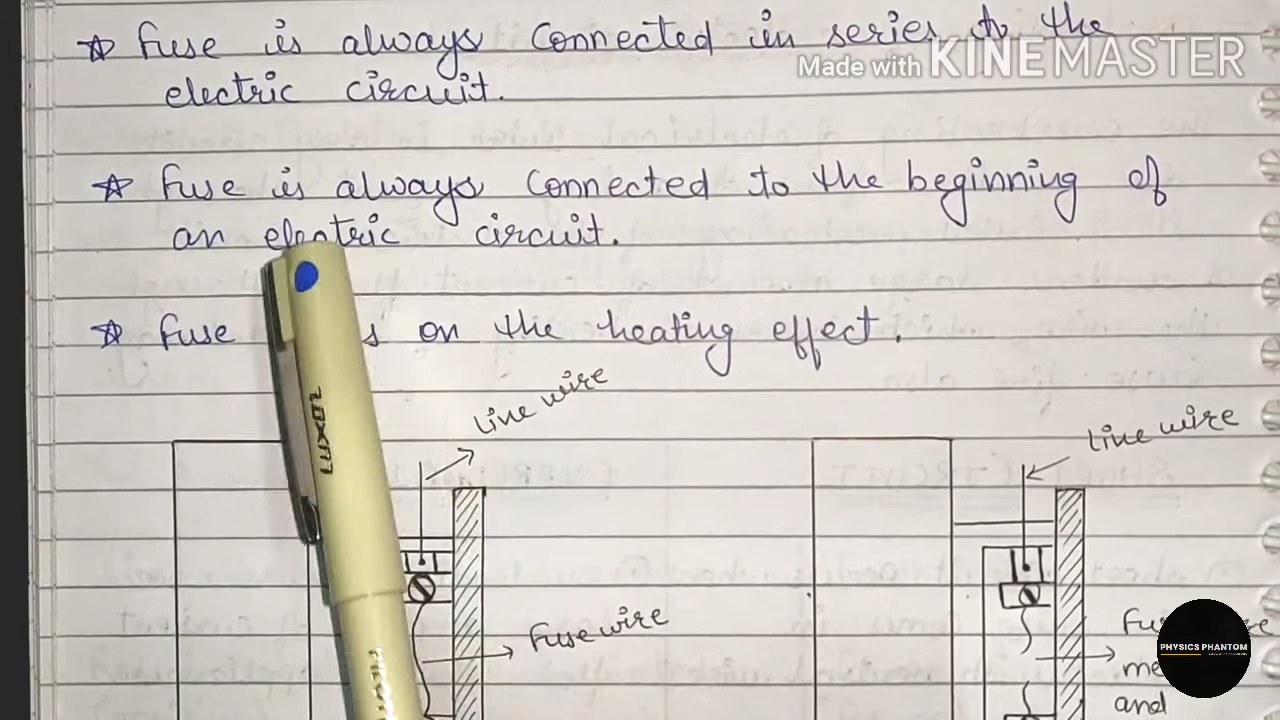 ☆ Fuse is always connected in series to the
Made with KINEMASTER
electric circuit.
☆ Fuse is always connected to the beginning of
an electric circuit.
☆ Fuse on the heating effect.
Line wire
Line wire
Fuse wire
PHYSICS PHANTOM
and
LUXOR